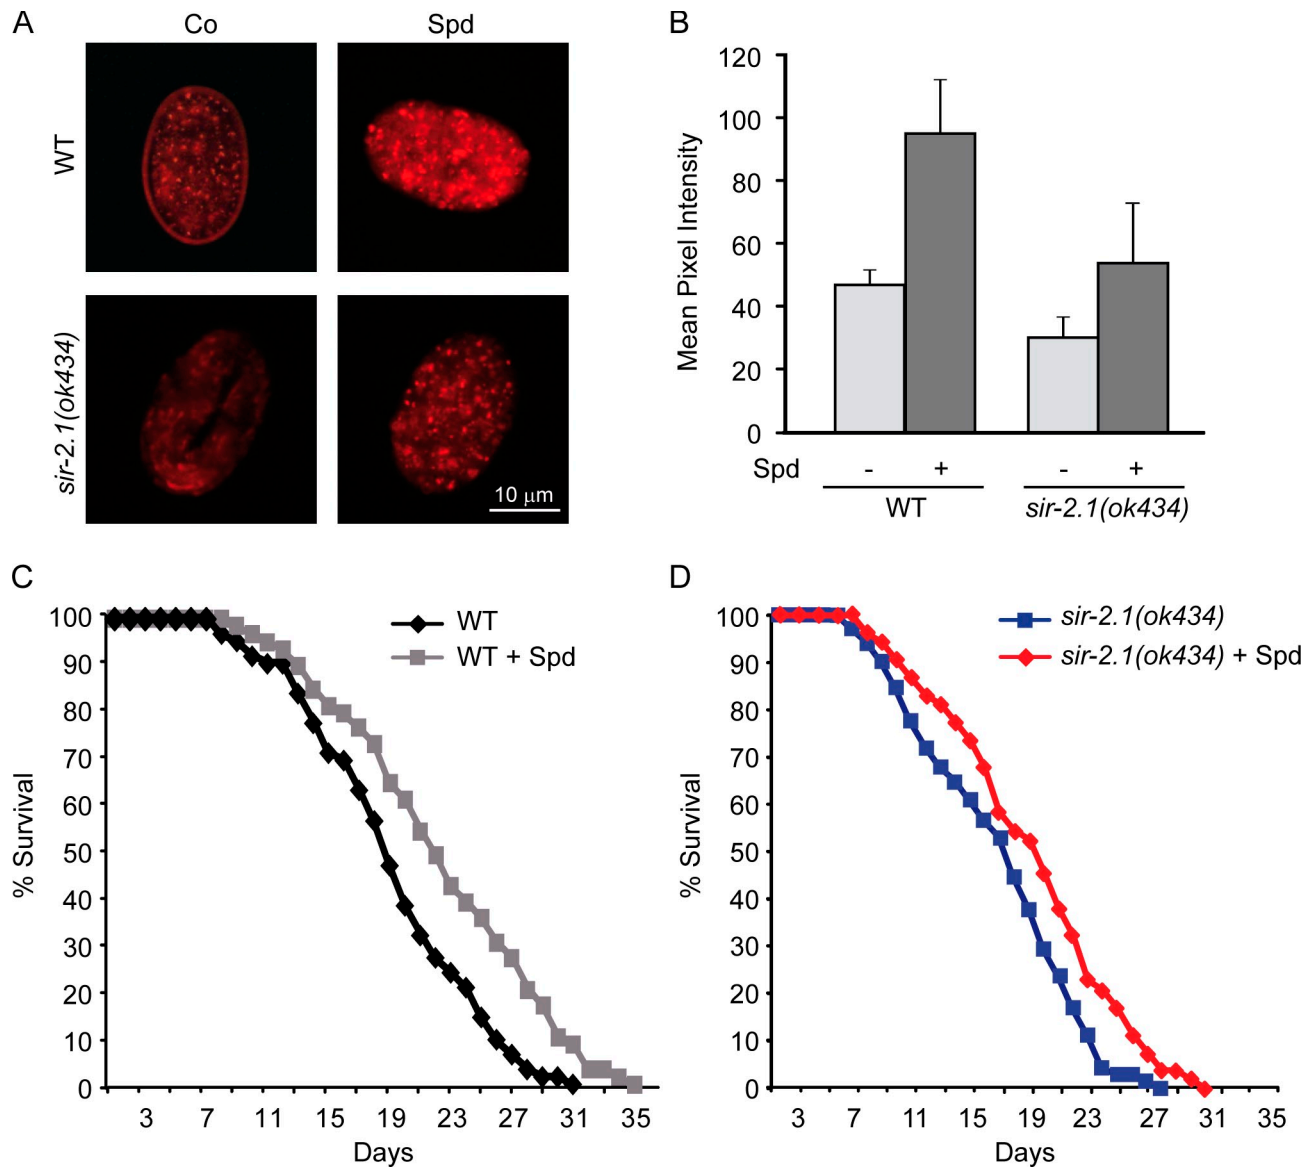 A
Co
Spd
WT
sir-2.1(ok434)
10 μm
B
Mean Pixel Intensity
120
100
80
60
40
20
0
Spd - + - +
WT sir-2.1(ok434)
C
% Survival
100
90
80
70
60
50
40
30
20
10
0
WT
WT + Spd
3 7 11 15 19 23 27 31 35
Days
D
% Survival
100
90
80
70
60
50
40
30
20
10
0
sir-2.1(ok434)
sir-2.1(ok434) + Spd
3 7 11 15 19 23 27 31 35
Days